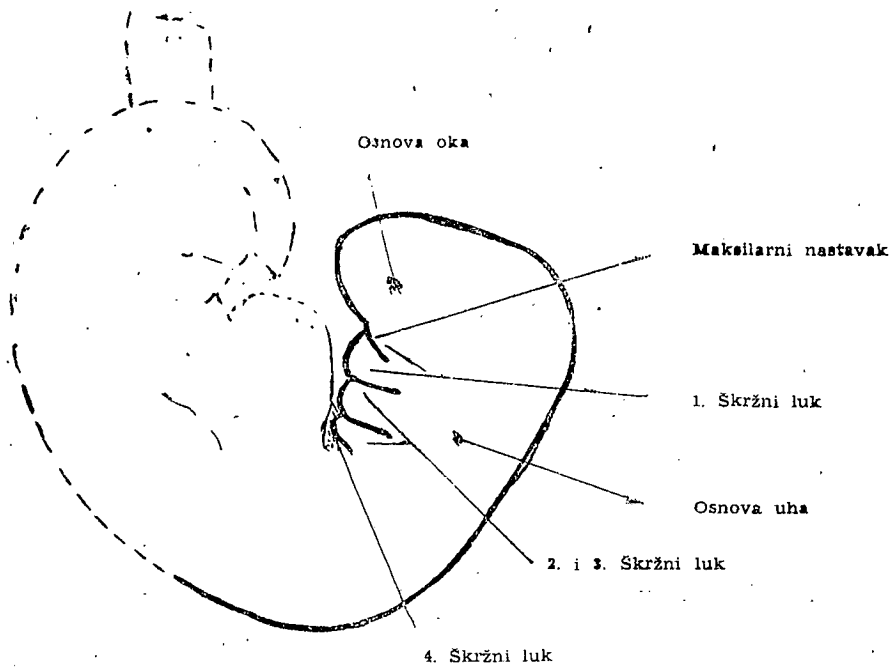 Osnova oka
Maksilarni nastavak
1. Škržni luk
Osnova uha
2. i 3. Škržni luk
4. Škržni luk